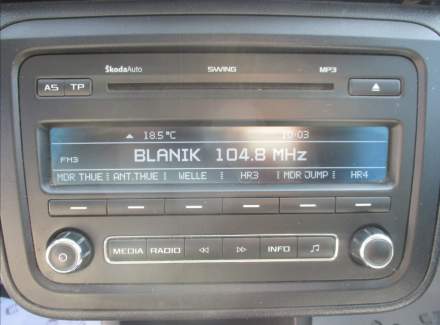 ŠkodaAuto SWING MP3
AS TP
18.5 °C 10:03
FM3 BLANIK 104.8 MHz
MDR THUE ANT.THUE WELLE HR3 MDR JUMP HR4
MEDIA RADIO INFO